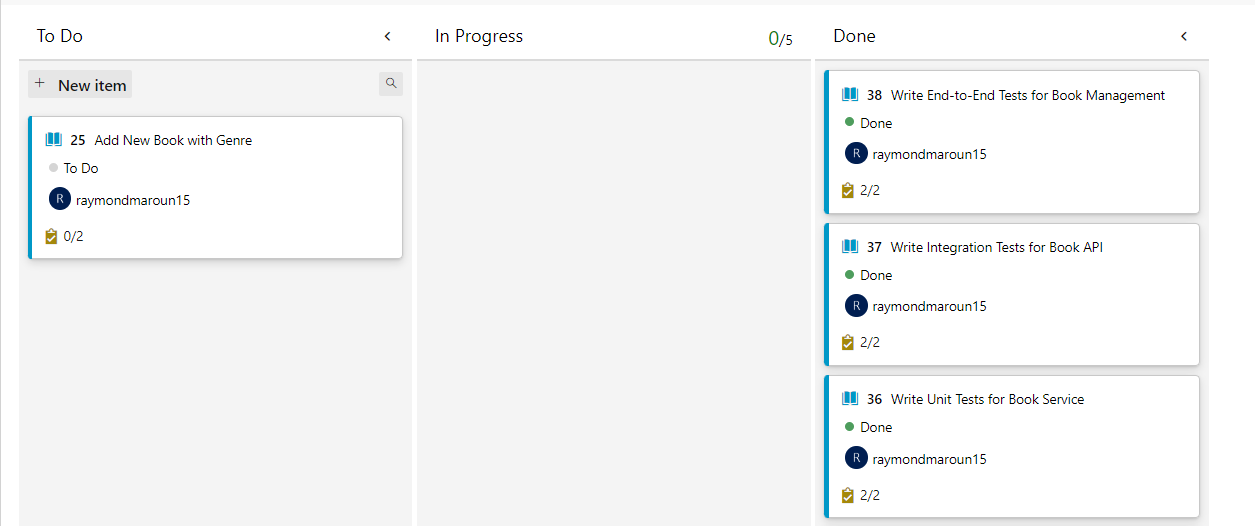 To Do
New item
25 Add New Book with Genre
To Do
R raymondmaroun15
0/2
In Progress 0/5
Done
38 Write End-to-End Tests for Book Management
Done
R raymondmaroun15
2/2
37 Write Integration Tests for Book API
Done
R raymondmaroun15
2/2
36 Write Unit Tests for Book Service
Done
R raymondmaroun15
2/2